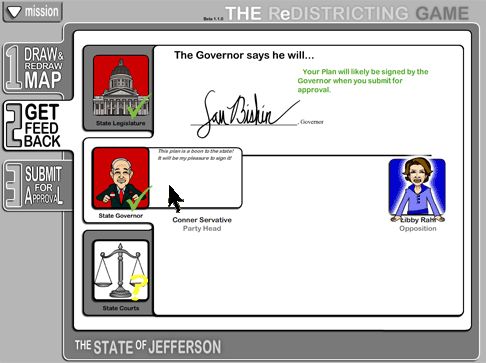 mission
Beta 1.1.0
THE ReDISTRICTING GAME
1 DRAW &
REDRAW
MAP
2 GET
FEED
BACK
3 SUBMIT
FOR
APPROVAL
The Governor says he will...
Your Plan will likely be signed by the
Governor when you submit for
approval.
, Governor
State Legislature
This plan is a boon to the state!
It will be my pleasure to sign it!
State Governor
Conner Servative
Party Head
Libby Rahl
Opposition
?
State Courts
THE STATE OF JEFFERSON